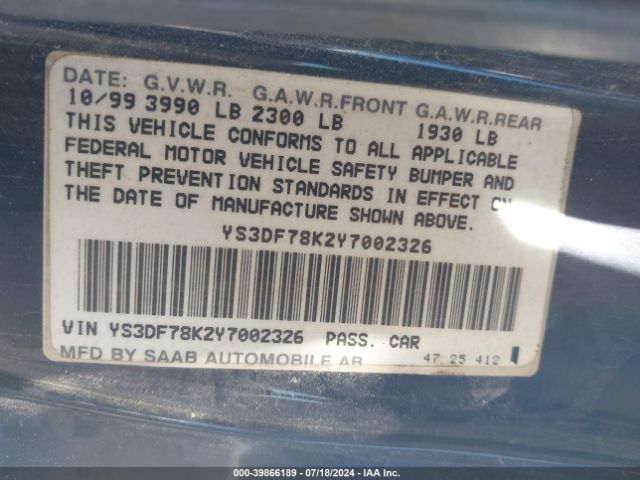 DATE: G.V.W.R. G.A.W.R.FRONT G.A.W.R.REAR
10/99 3990 LB 2300 LB 1930 LB
THIS VEHICLE CONFORMS TO ALL APPLICABLE
FEDERAL MOTOR VEHICLE SAFETY BUMPER AND
THEFT PREVENTION STANDARDS IN EFFECT ON
THE DATE OF MANUFACTURE SHOWN ABOVE.
YS3DF78K2Y7002326
VIN YS3DF78K2Y7002326 PASS. CAR
MFD BY SAAB AUTOMOBILE AB 47 25 412
000-39866189 - 07/18/2024 - IAA Inc.